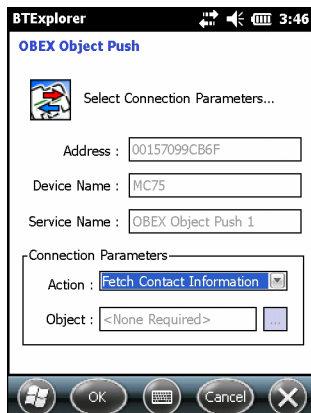 BTExplorer 3:46
OBEX Object Push
Select Connection Parameters...
Address : 00157099CB6F
Device Name : MC75
Service Name : OBEX Object Push 1
Connection Parameters
Action : Fetch Contact Information
Object : <None Required> ...
OK Cancel